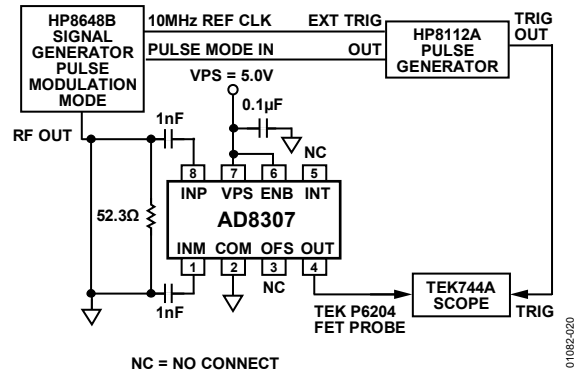 HP8648B
SIGNAL
GENERATOR
PULSE
MODULATION
MODE
10MHz REF CLK
EXT TRIG
PULSE MODE IN
OUT
HP8112A
PULSE
GENERATOR
TRIG
OUT
VPS = 5.0V
0.1µF
1nF
RF OUT
NC
8
7
6
5
INP
VPS
ENB
INT
52.3Ω
AD8307
INM
COM
OFS
OUT
1
2
3
4
NC
1nF
TEK P6204
FET PROBE
TEK744A
SCOPE
TRIG
NC = NO CONNECT
01082-020